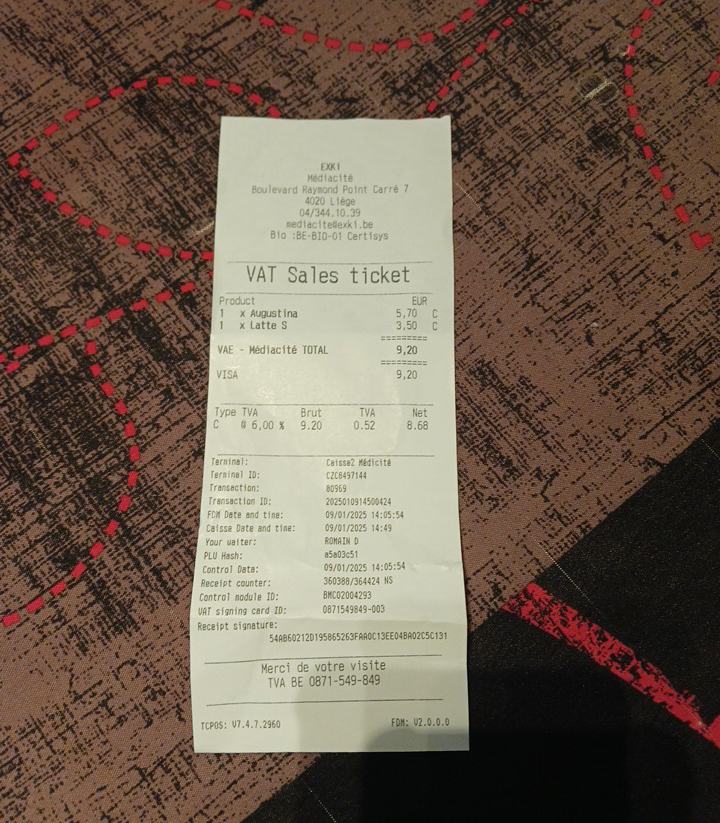 EXKi
Médiacité
Boulevard Raymond Point Carré 7
4020 Liège
04/344.10.39
mediacite@exki.be
Bio :BE-BIO-01 Certisys
VAT Sales ticket
Product EUR
1 x Augustina 5,70 C
1 x Latte S 3,50 C
=========
VAE - Médiacité TOTAL 9,20
=========
VISA 9,20
Type TVA Brut TVA Net
C @ 6,00 % 9.20 0.52 8.68
Terminal: Caisse2 Médicité
Terminal ID: CZC8497144
Transaction: 80969
Transaction ID: 2025010914500424
FDM Date and time: 09/01/2025 14:05:54
Caisse Date and time: 09/01/2025 14:49
Your waiter: ROMAIN D
PLU Hash: a5a03c51
Control Data: 09/01/2025 14:05:54
Receipt counter: 360388/364424 NS
Control module ID: BMC02004293
VAT signing card ID: 0871549849-003
Receipt signature:
54AB60212D195865263FAA0C13EE04BA02C5C131
Merci de votre visite
TVA BE 0871-549-849
TCPOS: V7.4.7.2960 FDM: V2.0.0.0